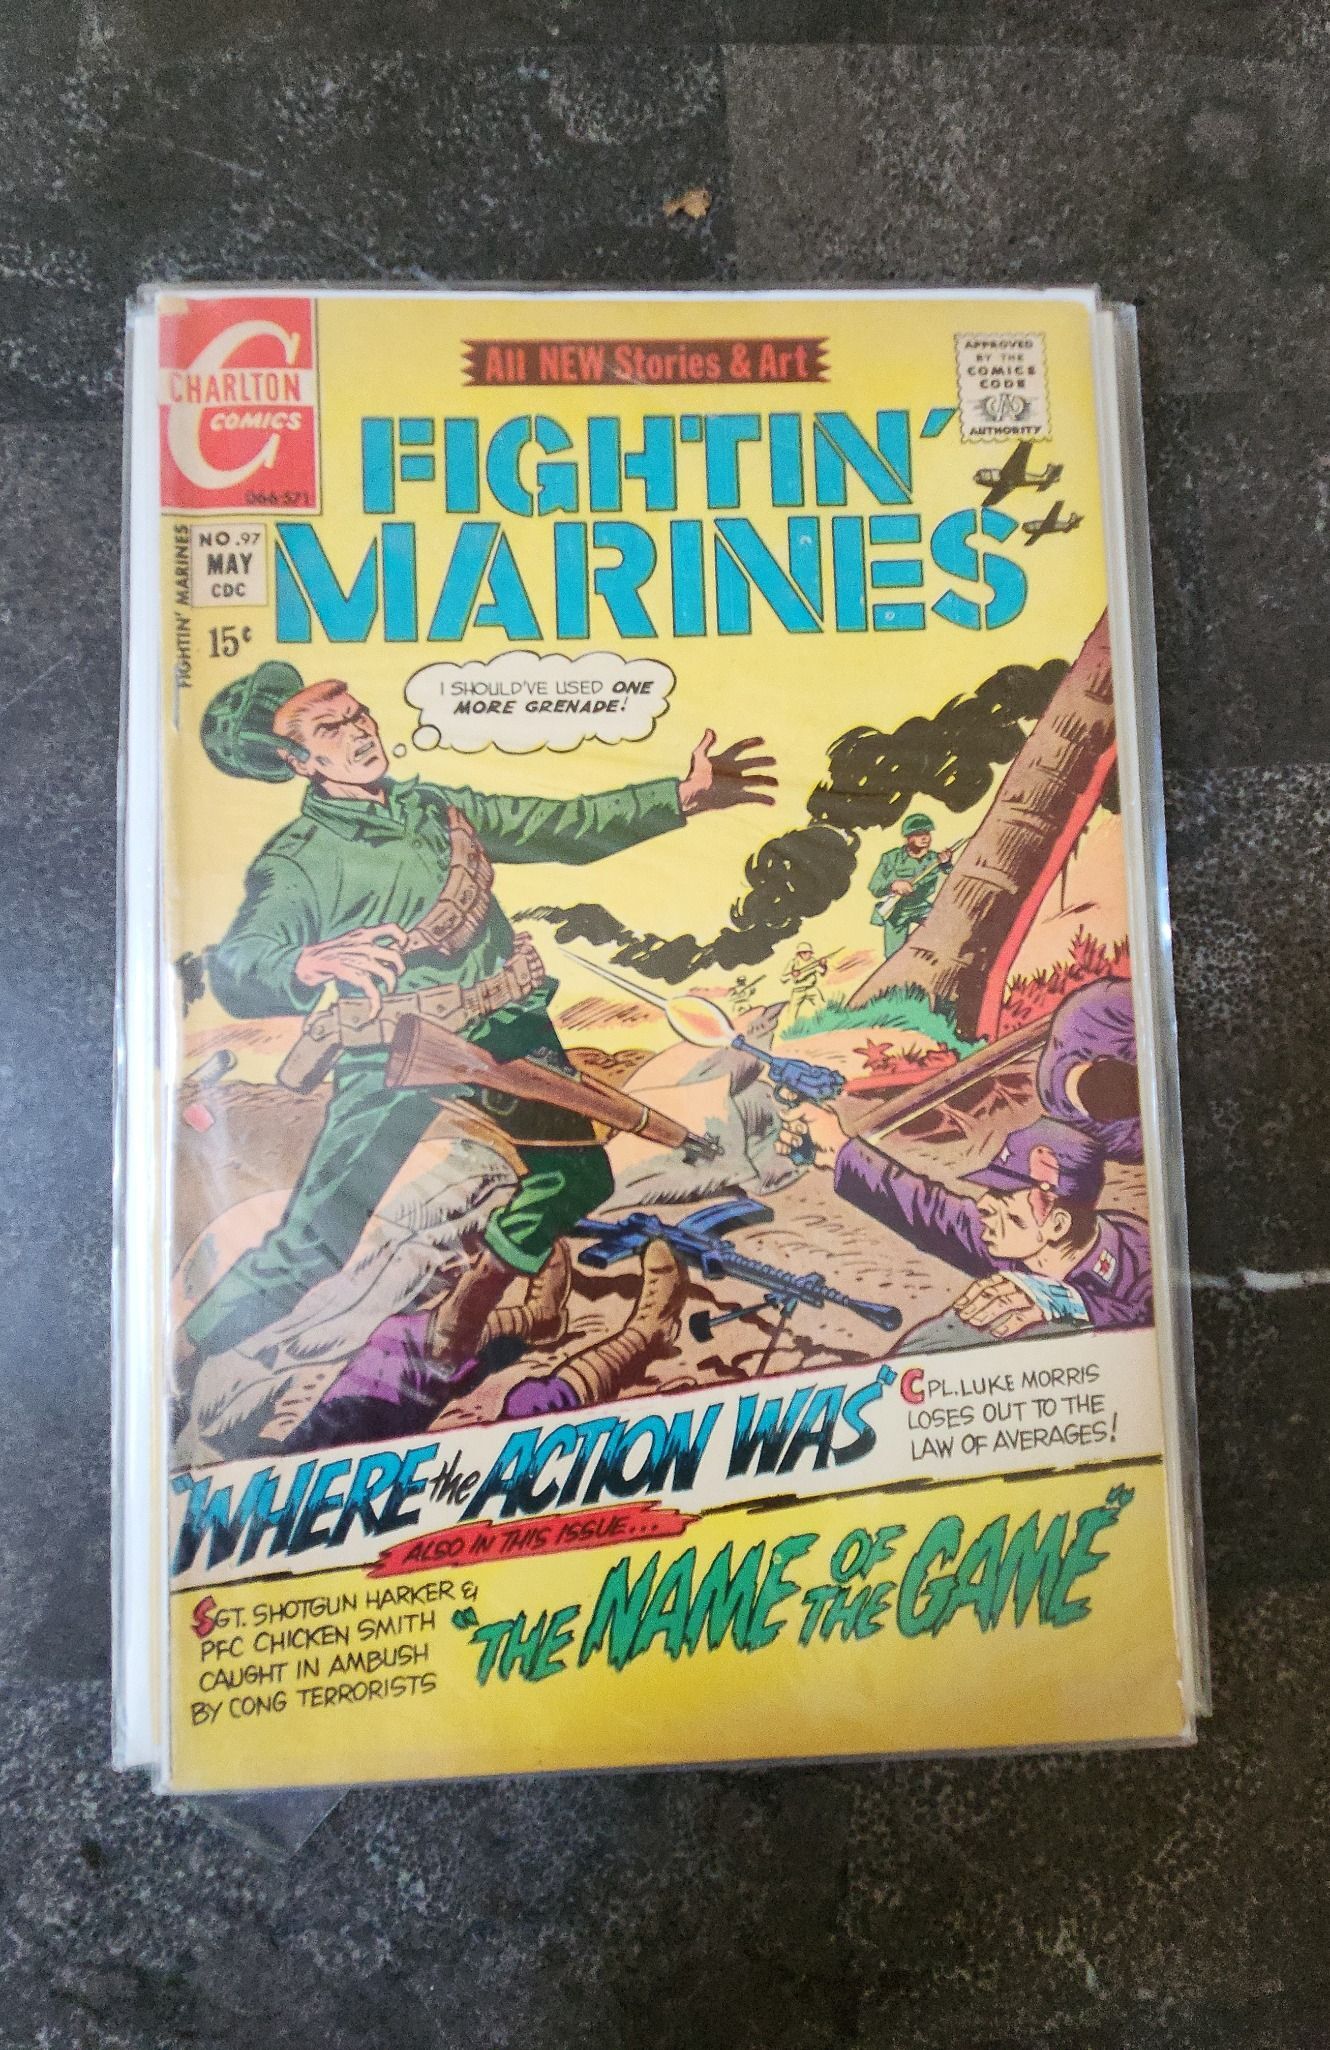 CHARLTON
COMICS
D66:571
All NEW Stories & Art
APPROVED
BY THE
COMICS
CODE
AUTHORITY
FIGHTIN'
MARINES
FIGHTIN' MARINES
NO.97
MAY
CDC
15¢
I SHOULD'VE USED ONE
MORE GRENADE!
"WHERE the ACTION WAS"
CPL. LUKE MORRIS
LOSES OUT TO THE
LAW OF AVERAGES!
ALSO IN THIS ISSUE...
SGT. SHOTGUN HARKER &
PFC CHICKEN SMITH
CAUGHT IN AMBUSH
BY CONG TERRORISTS
"THE NAME OF THE GAME"